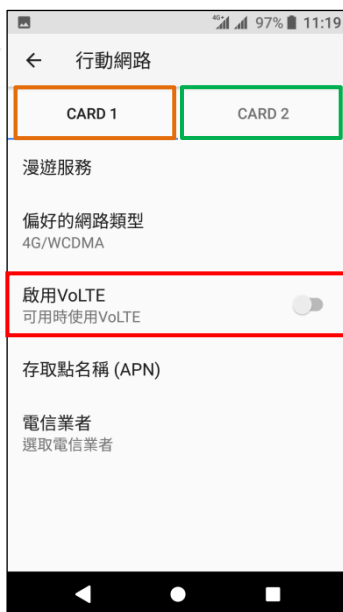 4G+ 97% 11:19
行動網路
CARD 1 CARD 2
漫遊服務
偏好的網路類型
4G/WCDMA
啟用VoLTE
可用時使用VoLTE
存取點名稱 (APN)
電信業者
選取電信業者